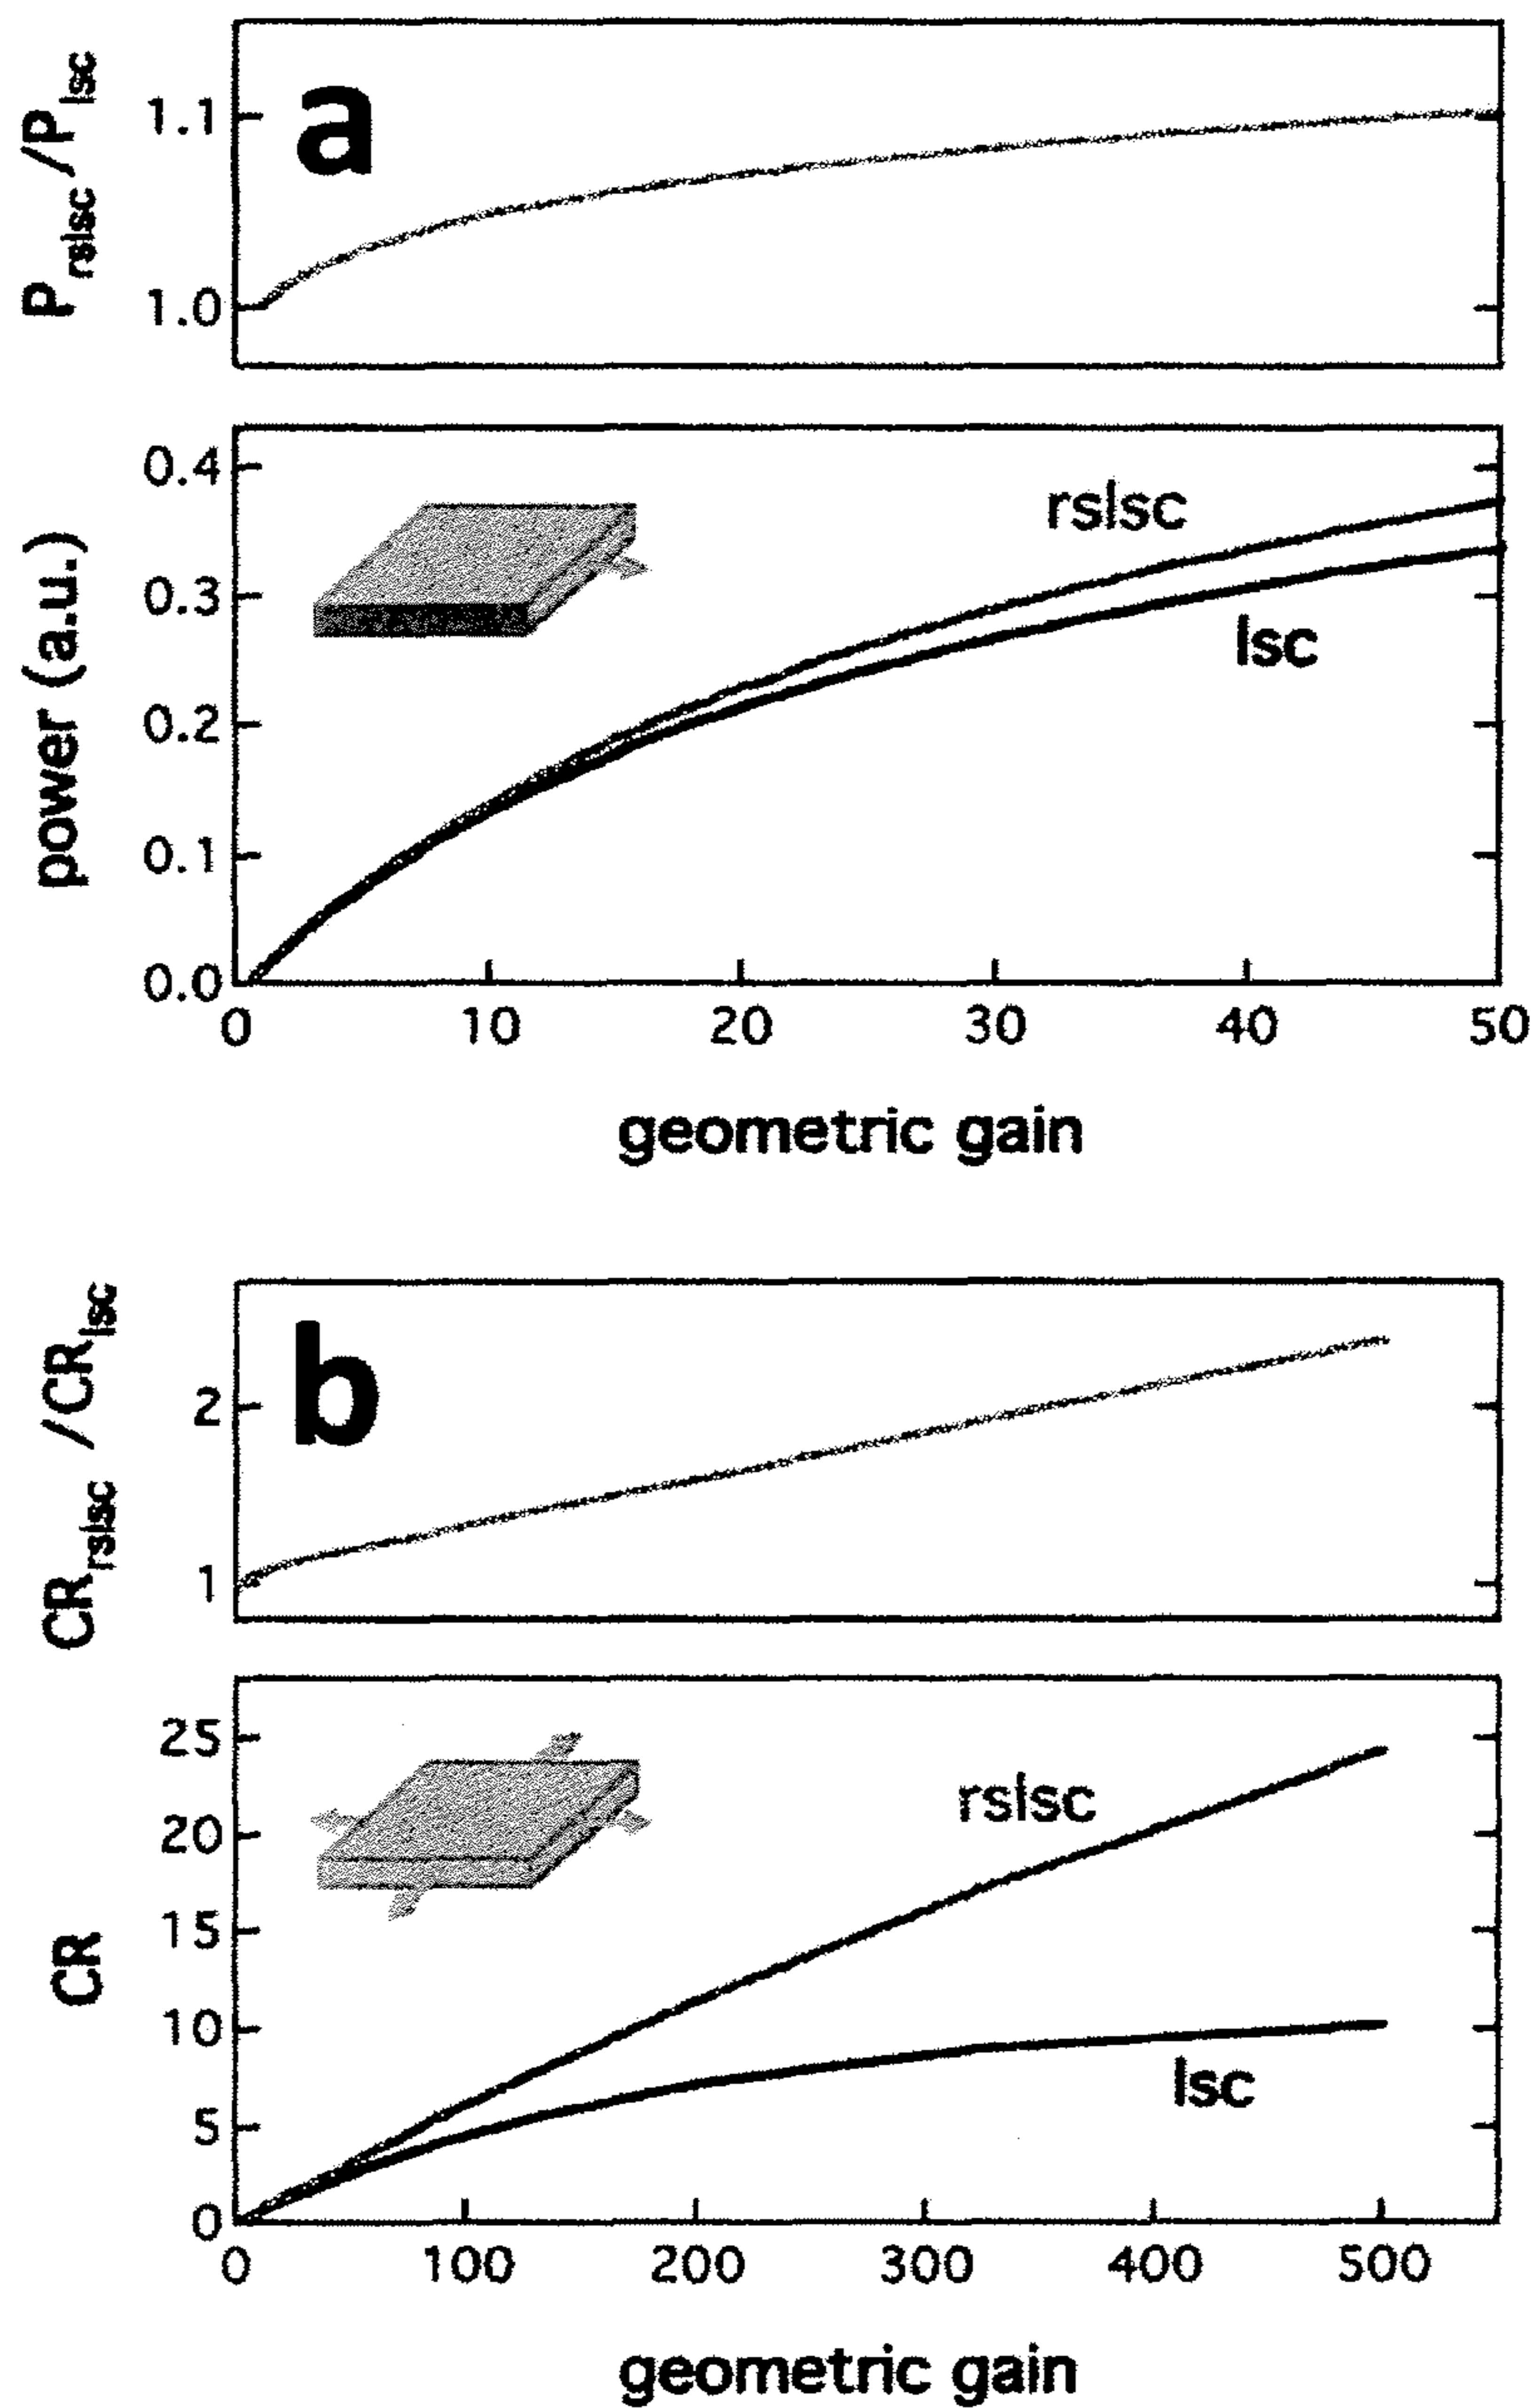 a
P_rslsc/P_lsc
1.1
1.0
power (a.u.)
0.4
0.3
0.2
0.1
0.0
rslsc
lsc
0 10 20 30 40 50
geometric gain
b
CR_rslsc /CR_lsc
2
1
CR
25
20
15
10
5
0
rslsc
lsc
0 100 200 300 400 500
geometric gain